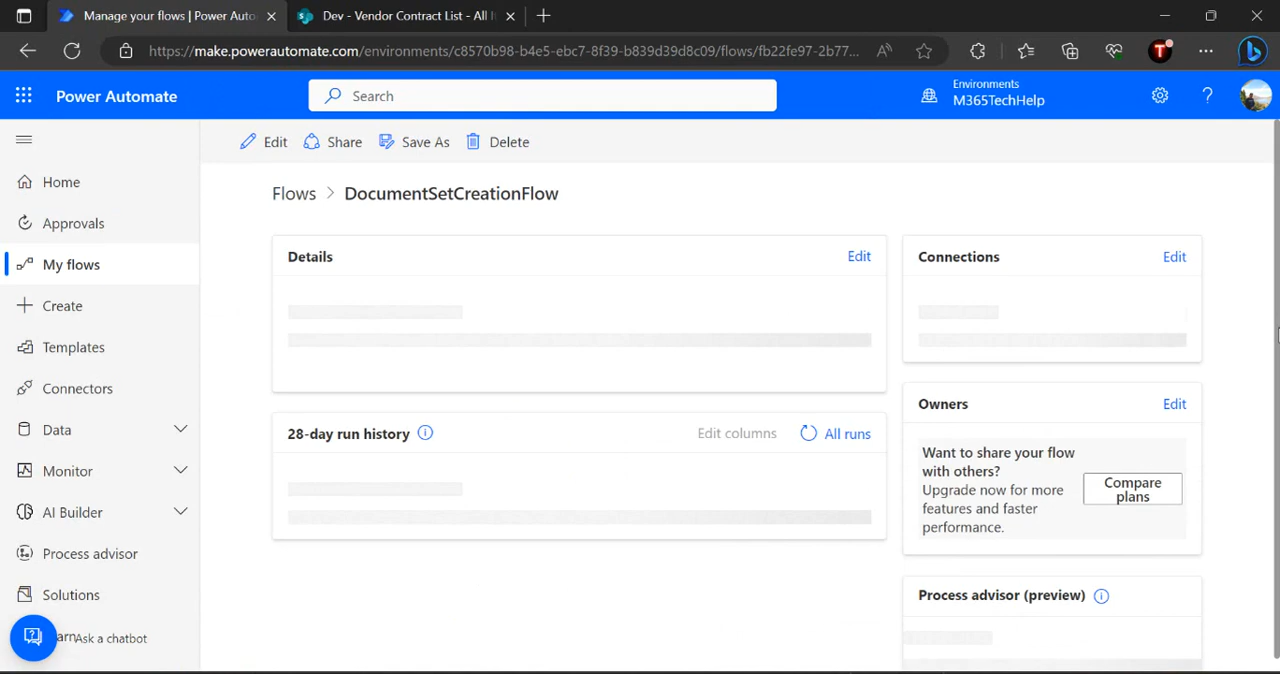 Manage your flows | Power Auto
Dev - Vendor Contract List - All I
https://make.powerautomate.com/environments/c8570b98-b4e5-ebc7-8f39-b839d39d8c09/flows/fb22fe97-2b77...
Power Automate
Search
Environments
M365TechHelp
Edit
Share
Save As
Delete
Home
Approvals
My flows
Create
Templates
Connectors
Data
Monitor
AI Builder
Process advisor
Solutions
earn
Ask a chatbot
Flows > DocumentSetCreationFlow
Details
Edit
28-day run history
Edit columns
All runs
Connections
Edit
Owners
Edit
Want to share your flow
with others?
Upgrade now for more
features and faster
performance.
Compare
plans
Process advisor (preview)